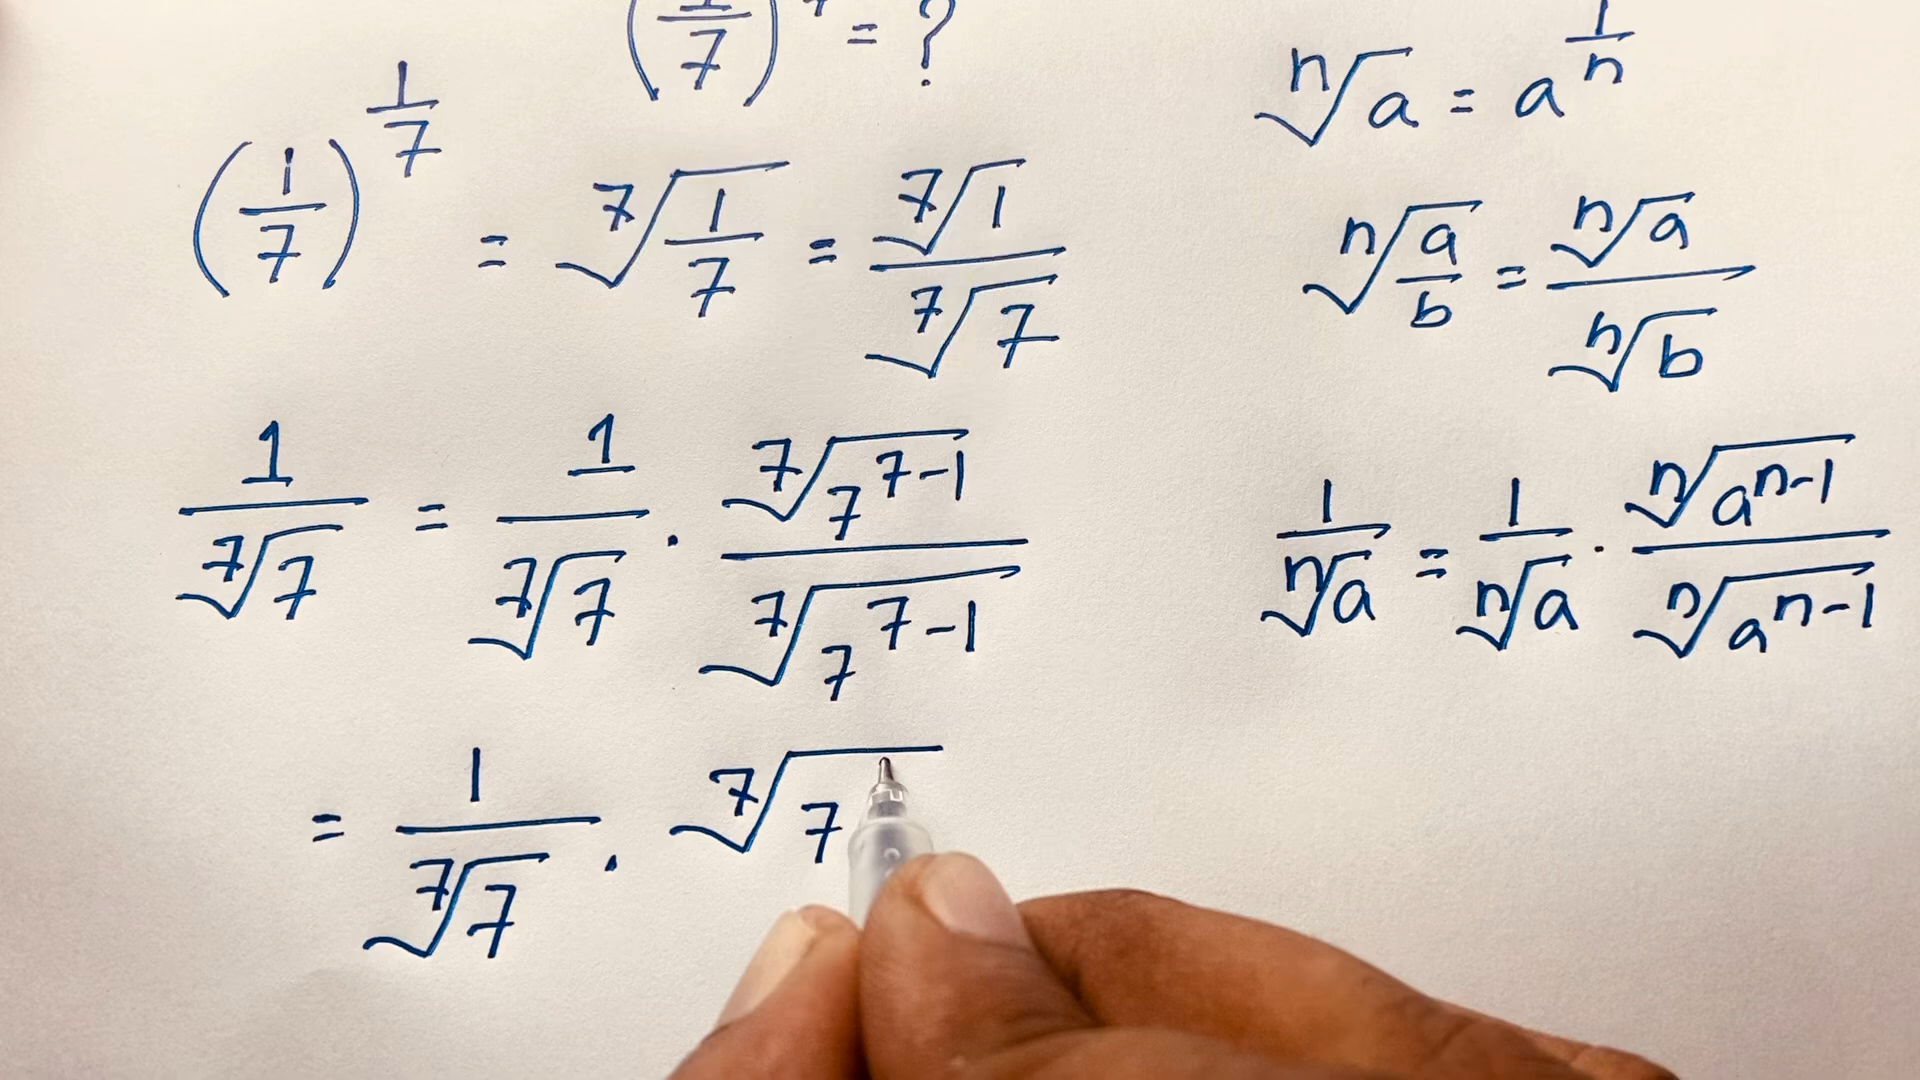 (1/7)^1/7 = ?
(1/7)^1/7 = ⁷√(1/7) = ⁷√1 / ⁷√7
1/⁷√7 = 1/⁷√7 · ⁷√(7^7-1) / ⁷√(7^7-1)
= 1/⁷√7 · ⁷√7
ⁿ√a = a^1/n
ⁿ√(a/b) = ⁿ√a / ⁿ√b
1/ⁿ√a = 1/ⁿ√a · ⁿ√(a^n-1) / ⁿ√(a^n-1)